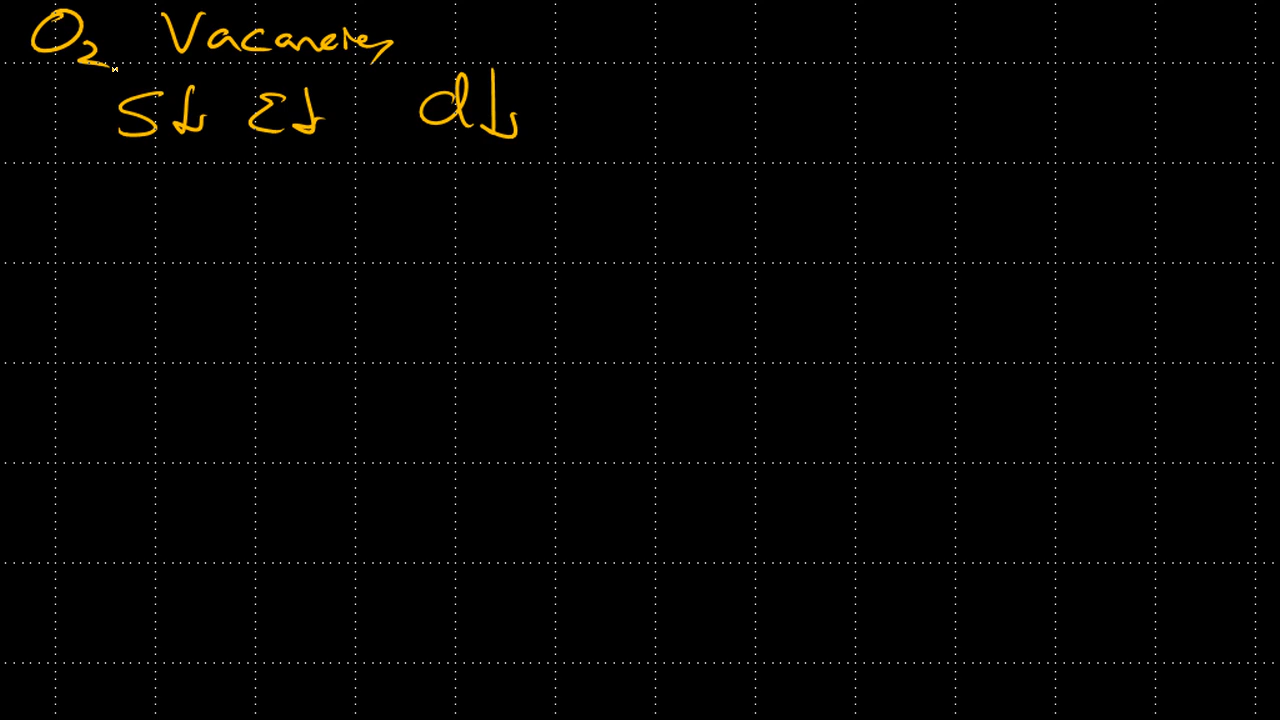 O₂ Vacancies
S↓ Σ↓ d↓